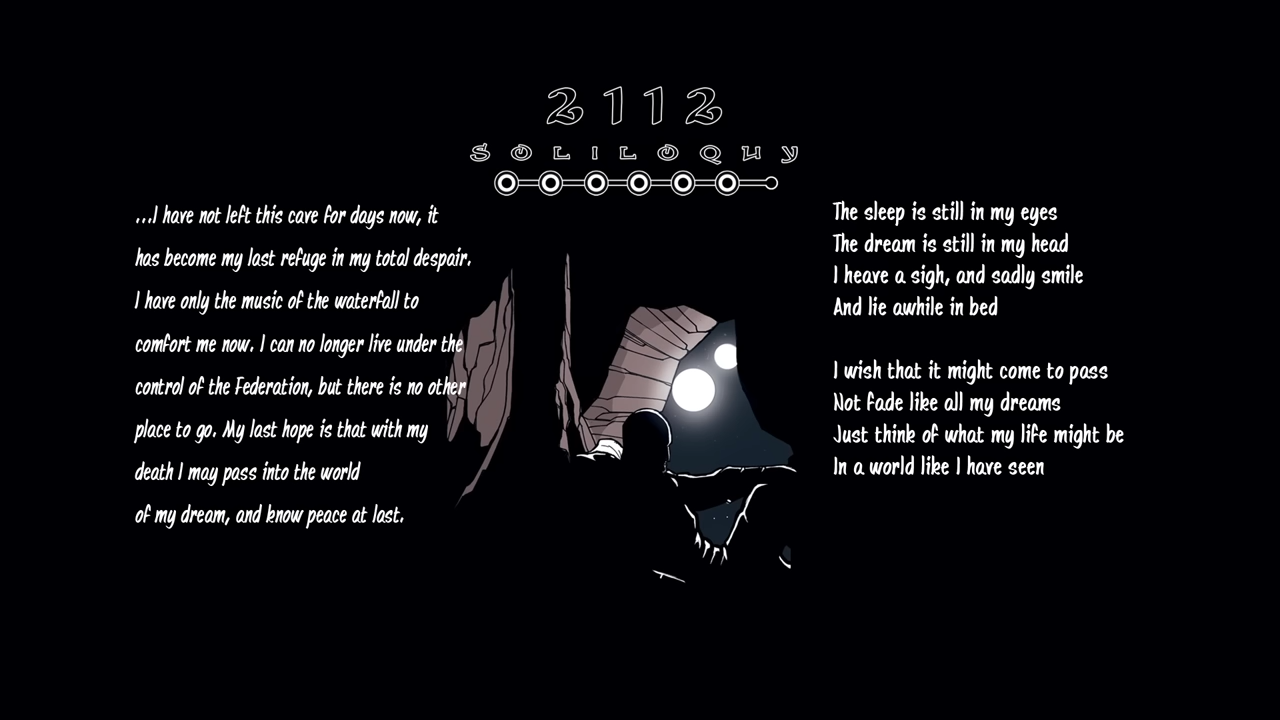 2112
SOLILOQUY
...I have not left this cave for days now, it
has become my last refuge in my total despair.
I have only the music of the waterfall to
comfort me now. I can no longer live under the
control of the Federation, but there is no other
place to go. My last hope is that with my
death I may pass into the world
of my dream, and know peace at last.
The sleep is still in my eyes
The dream is still in my head
I heave a sigh, and sadly smile
And lie awhile in bed
I wish that it might come to pass
Not fade like all my dreams
Just think of what my life might be
In a world like I have seen